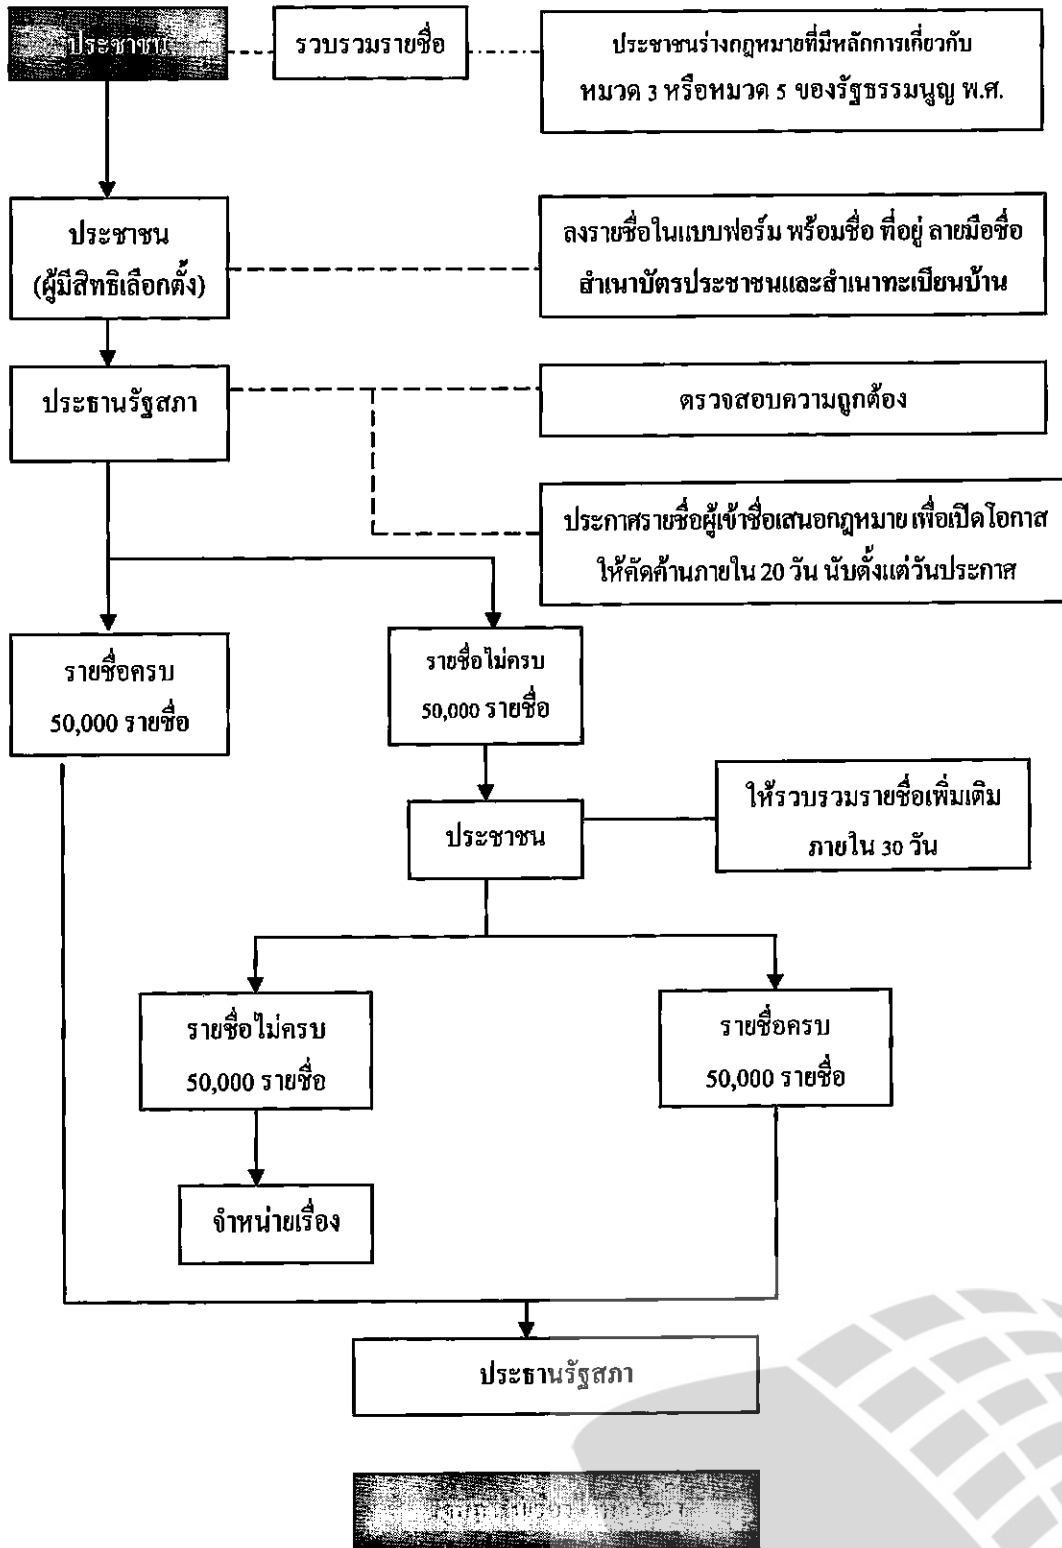 ประชาชน
รวบรวมรายชื่อ
ประชาชนร่างกฎหมายที่มีหลักการเกี่ยวกับ
หมวด 3 หรือหมวด 5 ของรัฐธรรมนูญ พ.ศ.
ประชาชน
(ผู้มีสิทธิเลือกตั้ง)
ลงรายชื่อในแบบฟอร์ม พร้อมชื่อ ที่อยู่ ลายมือชื่อ
สำเนาบัตรประชาชนและสำเนาทะเบียนบ้าน
ประธานรัฐสภา
ตรวจสอบความถูกต้อง
ประกาศรายชื่อผู้เข้าชื่อเสนอกฎหมาย เพื่อเปิดโอกาส
ให้คัดค้านภายใน 20 วัน นับตั้งแต่วันประกาศ
รายชื่อครบ
50,000 รายชื่อ
รายชื่อไม่ครบ
50,000 รายชื่อ
ประชาชน
ให้รวบรวมรายชื่อเพิ่มเติม
ภายใน 30 วัน
รายชื่อไม่ครบ
50,000 รายชื่อ
รายชื่อครบ
50,000 รายชื่อ
จำหน่ายเรื่อง
ประธานรัฐสภา